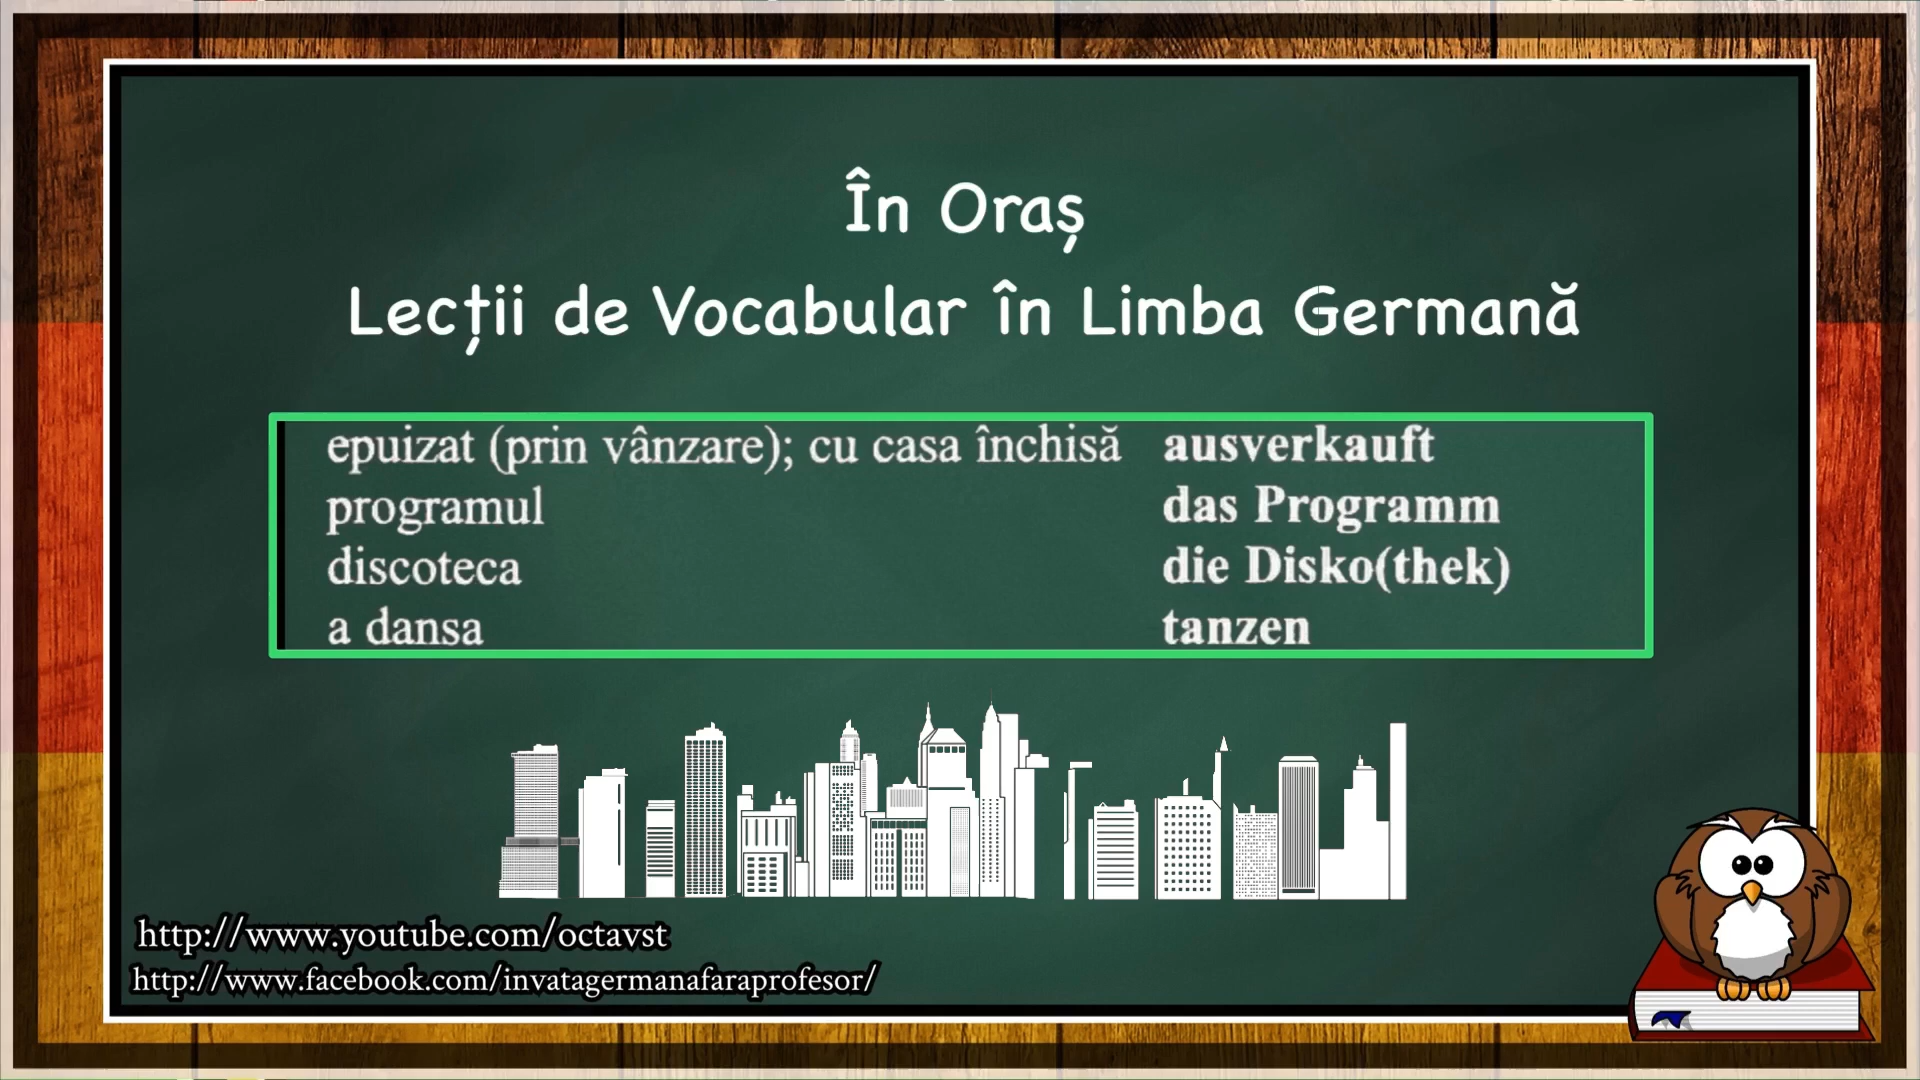 În Oraș
Lecții de Vocabular în Limba Germană
epuizat (prin vânzare); cu casa închisă ausverkauft
programul das Programm
discoteca die Disko(thek)
a dansa tanzen
http://www.youtube.com/octavst
http://www.facebook.com/invatagermanafaraprofesor/